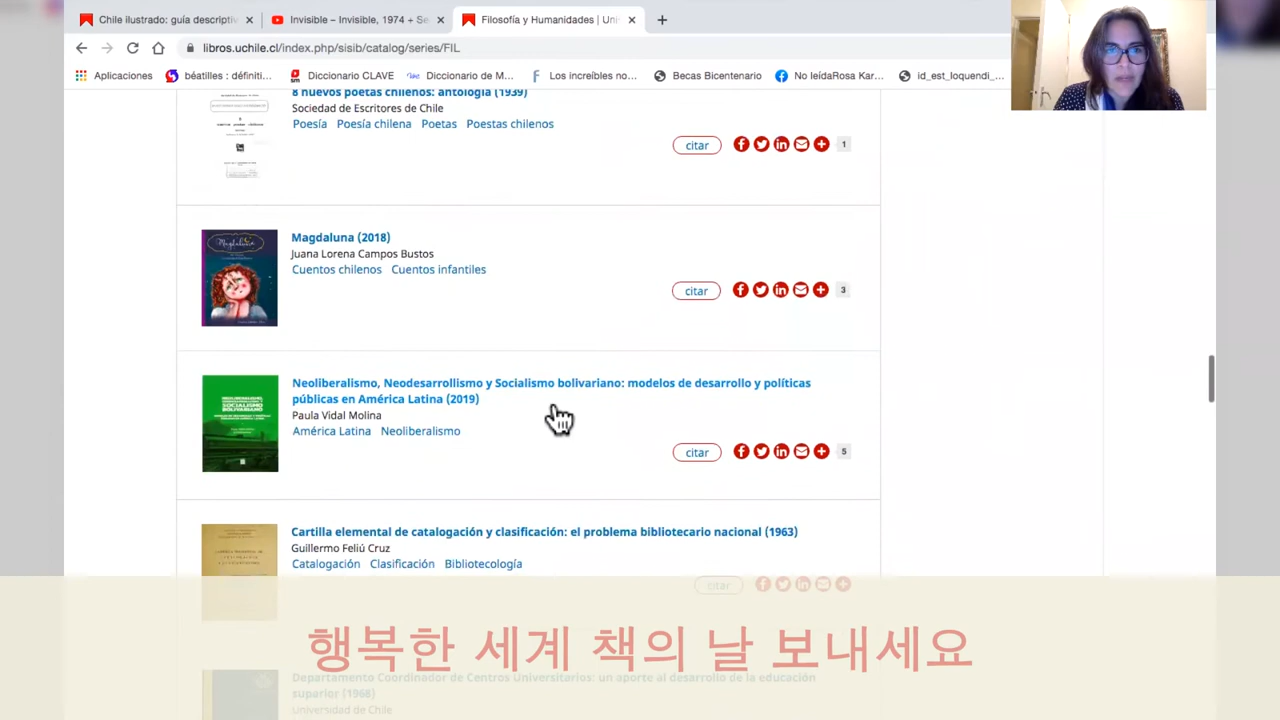 Chile ilustrado: guía descriptiv
Invisible – Invisible, 1974 + Se
Filosofía y Humanidades | Uni
libros.uchile.cl/index.php/sisib/catalog/series/FIL
Aplicaciones
béatilles : définiti...
Diccionario CLAVE
Diccionario de M...
Los increíbles no...
Becas Bicentenario
No leídaRosa Kar...
id_est_loquendi_...
8 nuevos poetas chilenos: antología (1939)
Sociedad de Escritores de Chile
Poesía Poesía chilena Poetas Poestas chilenos
citar 1
Magdaluna (2018)
Juana Lorena Campos Bustos
Cuentos chilenos Cuentos infantiles
citar 3
Neoliberalismo, Neodesarrollismo y Socialismo bolivariano: modelos de desarrollo y políticas
públicas en América Latina (2019)
Paula Vidal Molina
América Latina Neoliberalismo
citar 5
Cartilla elemental de catalogación y clasificación: el problema bibliotecario nacional (1963)
Guillermo Feliú Cruz
Catalogación Clasificación Bibliotecología
citar
행복한 세계 책의 날 보내세요
Departamento Coordinador de Centros Universitarios: un aporte al desarrollo de la educación
superior (1968)
Universidad de Chile